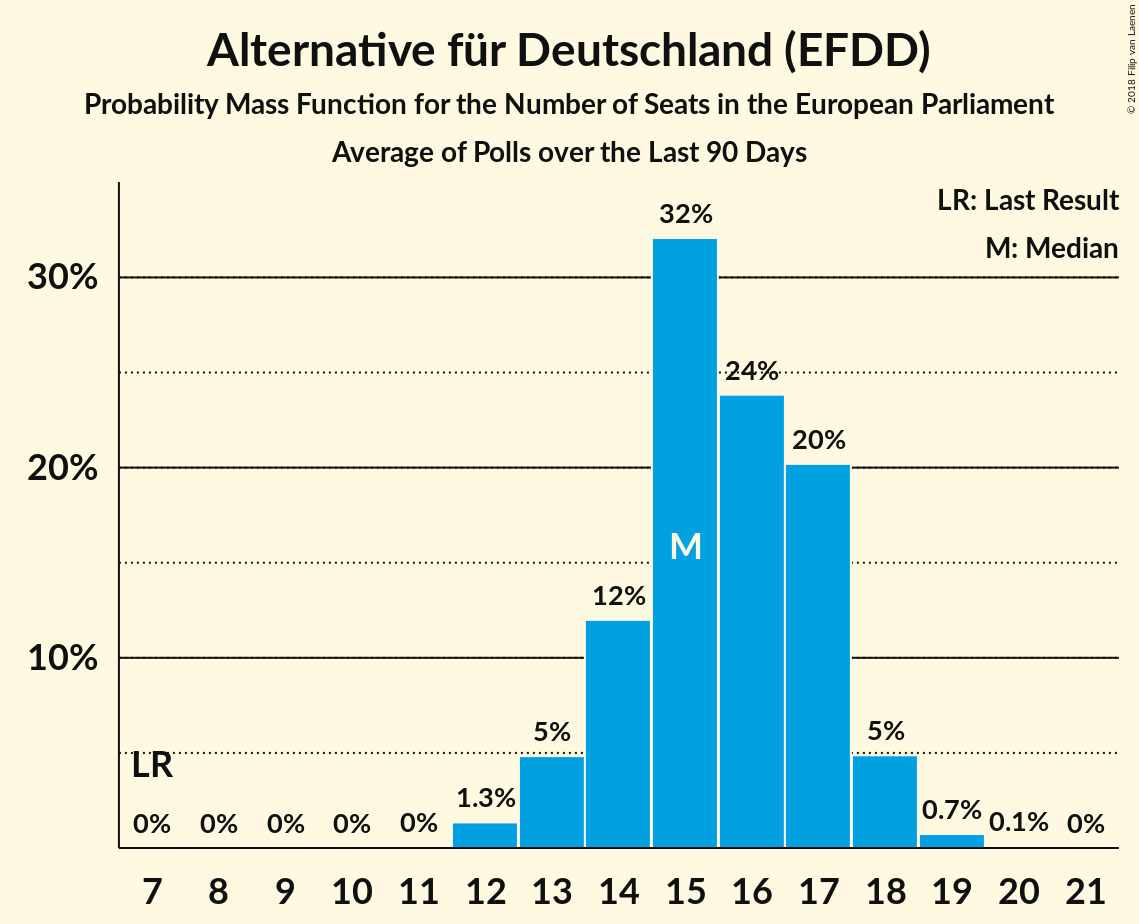 Alternative für Deutschland (EFDD)
Probability Mass Function for the Number of Seats in the European Parliament
Average of Polls over the Last 90 Days
© 2018 Filip van Laenen
LR: Last Result
M: Median
32%
30%
24%
20%
20%
M
12%
10%
5%
5%
LR
1.3%
0.7%
0.1%
0% 0% 0% 0% 0% 0%
7 8 9 10 11 12 13 14 15 16 17 18 19 20 21